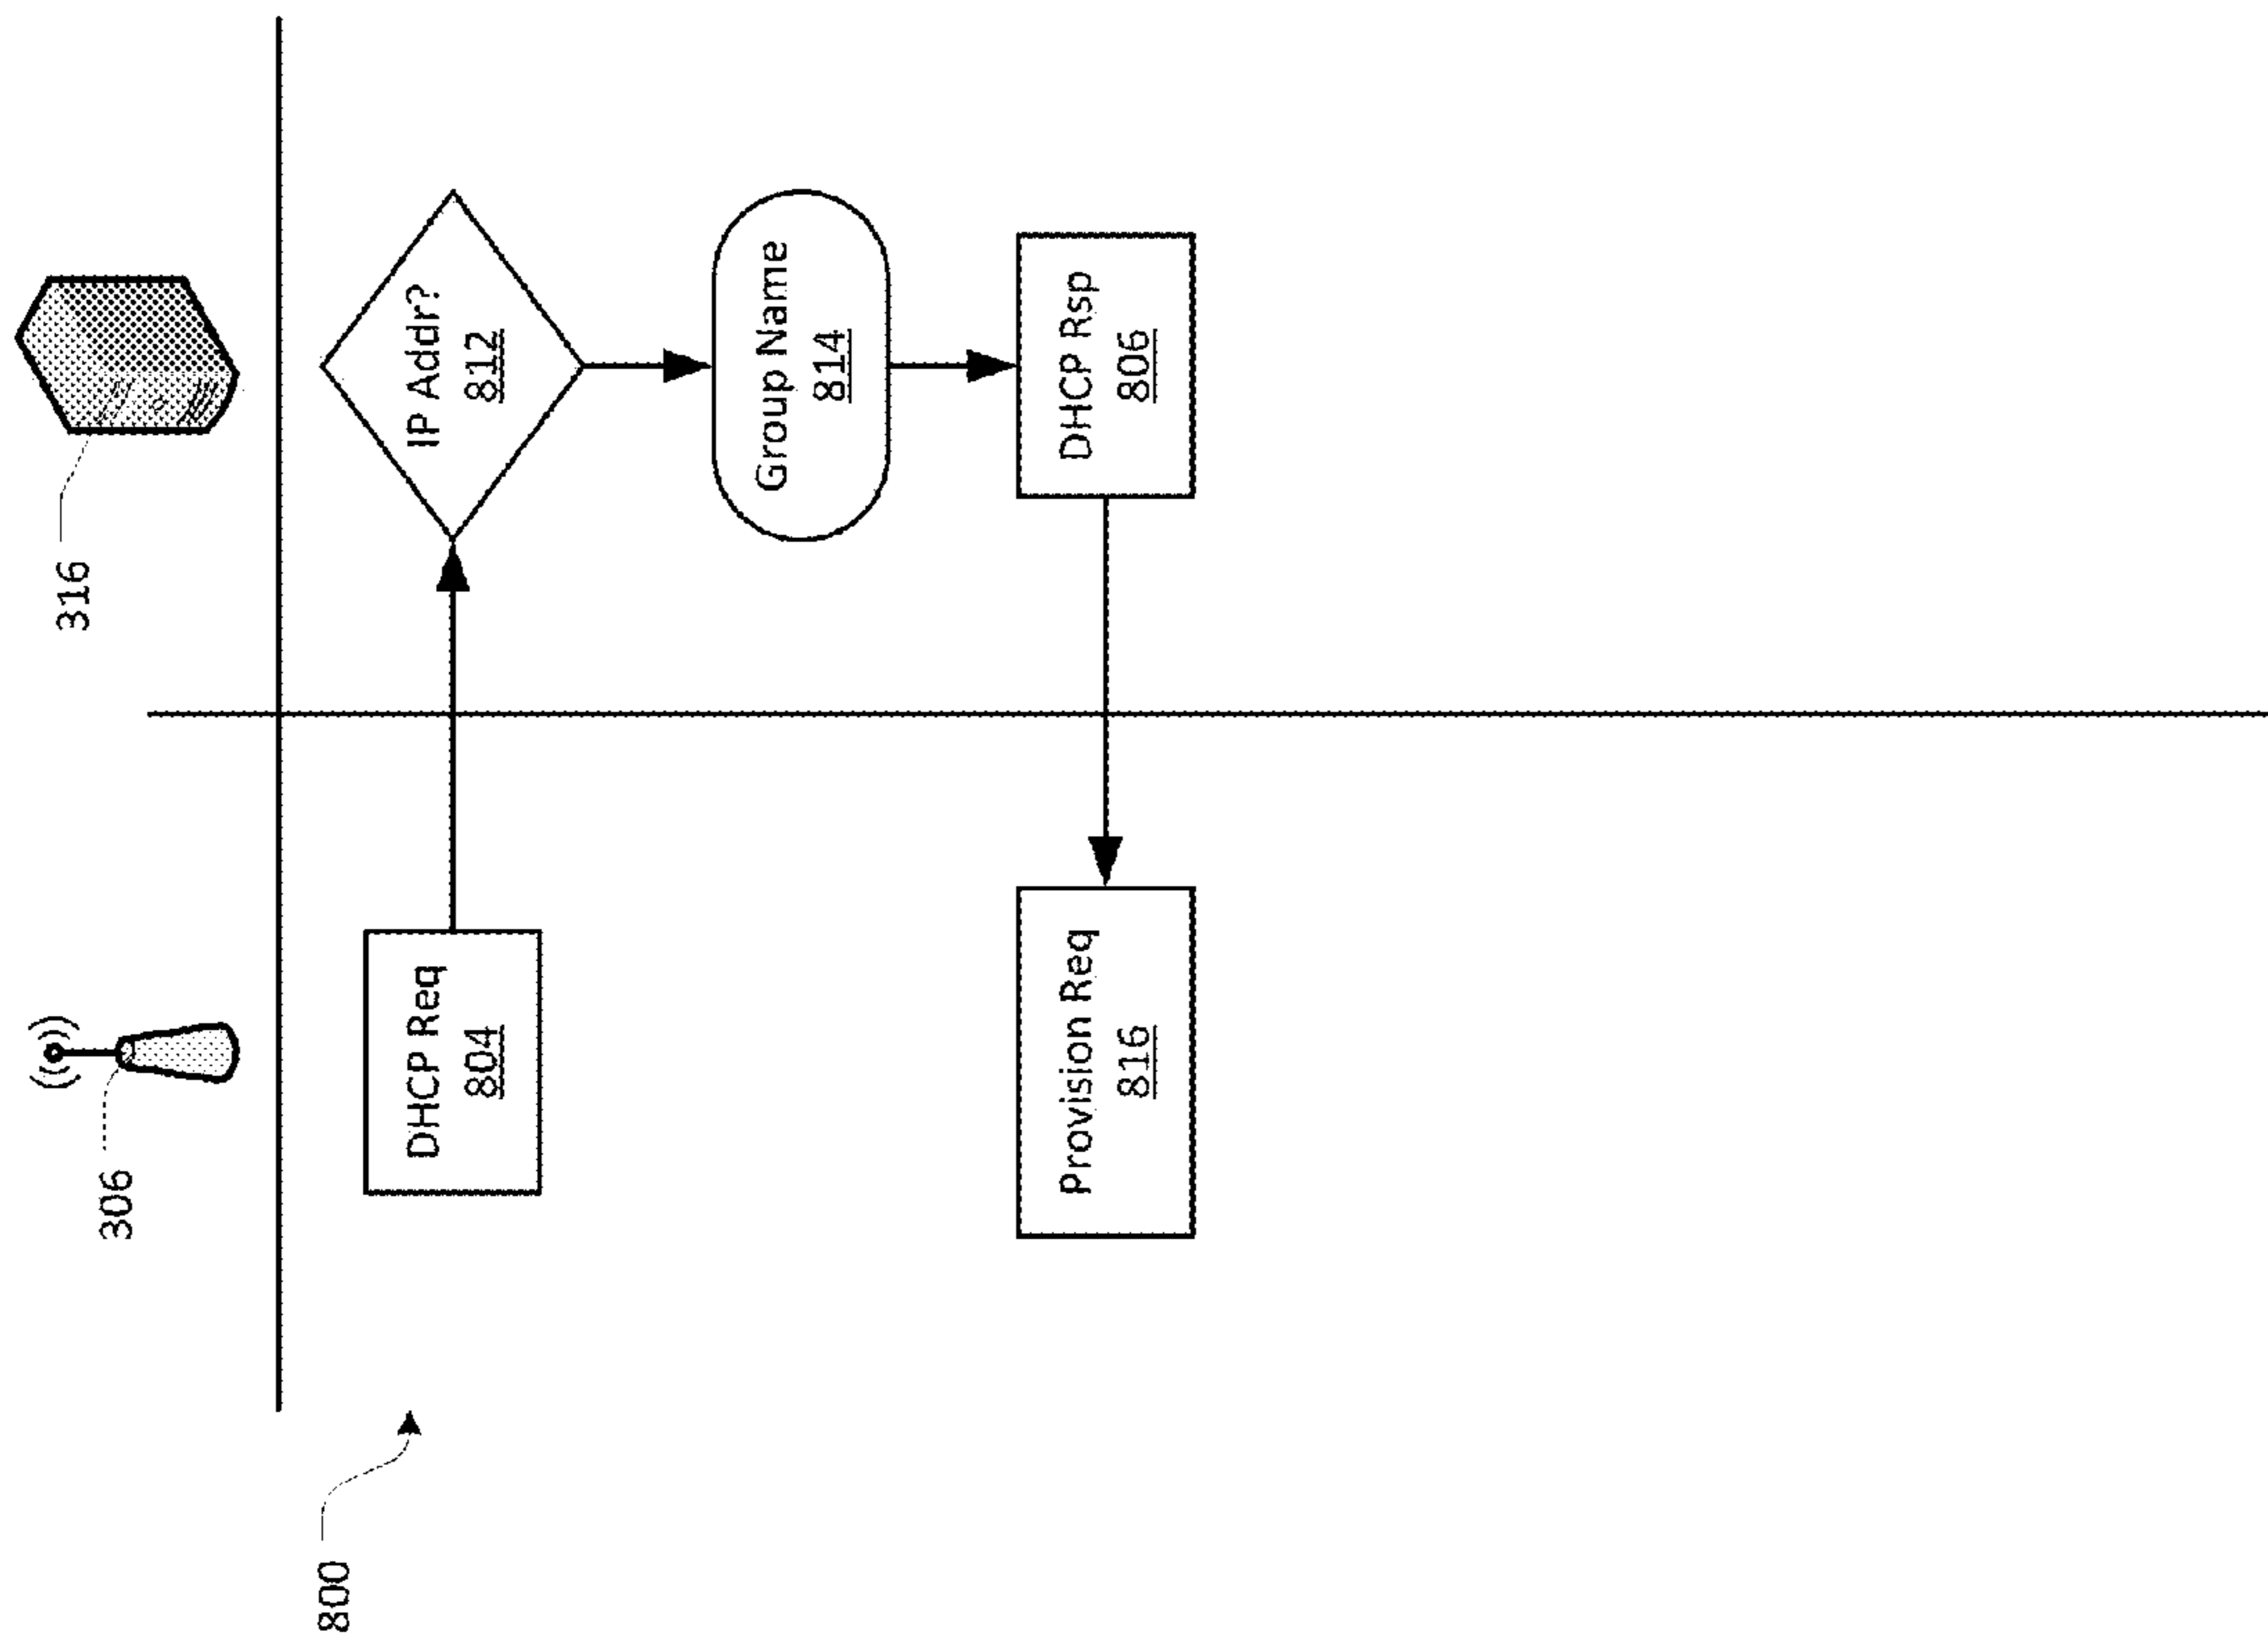 306
316
800
DHCP Req
804
IP Addr?
812
Group Name
814
Provision Req
816
DHCP Rsp
806